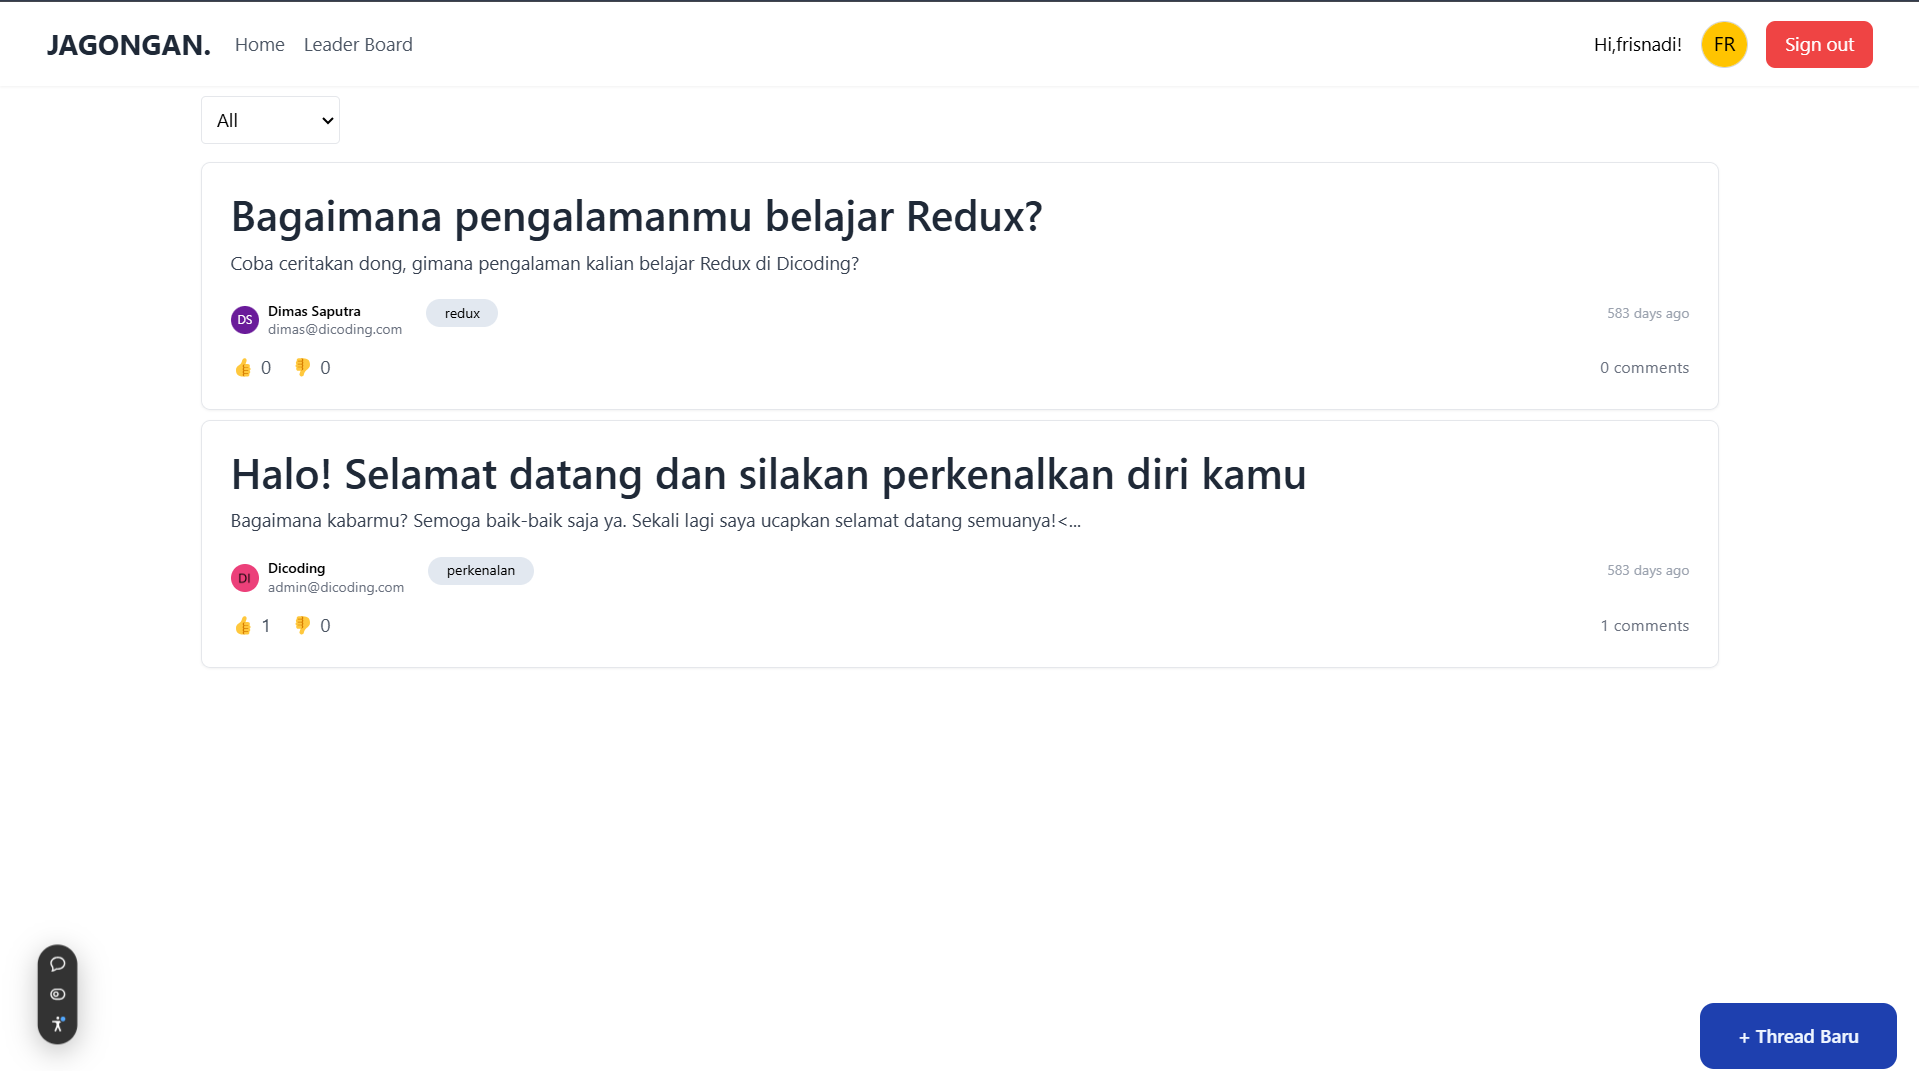 JAGONGAN. Home Leader Board Hi,frisnadi! FR Sign out
All
Bagaimana pengalamanmu belajar Redux?
Coba ceritakan dong, gimana pengalaman kalian belajar Redux di Dicoding?
DS Dimas Saputra redux 583 days ago
dimas@dicoding.com
👍 0 👎 0 0 comments
Halo! Selamat datang dan silakan perkenalkan diri kamu
Bagaimana kabarmu? Semoga baik-baik saja ya. Sekali lagi saya ucapkan selamat datang semuanya!<...
DI Dicoding perkenalan 583 days ago
admin@dicoding.com
👍 1 👎 0 1 comments
+ Thread Baru